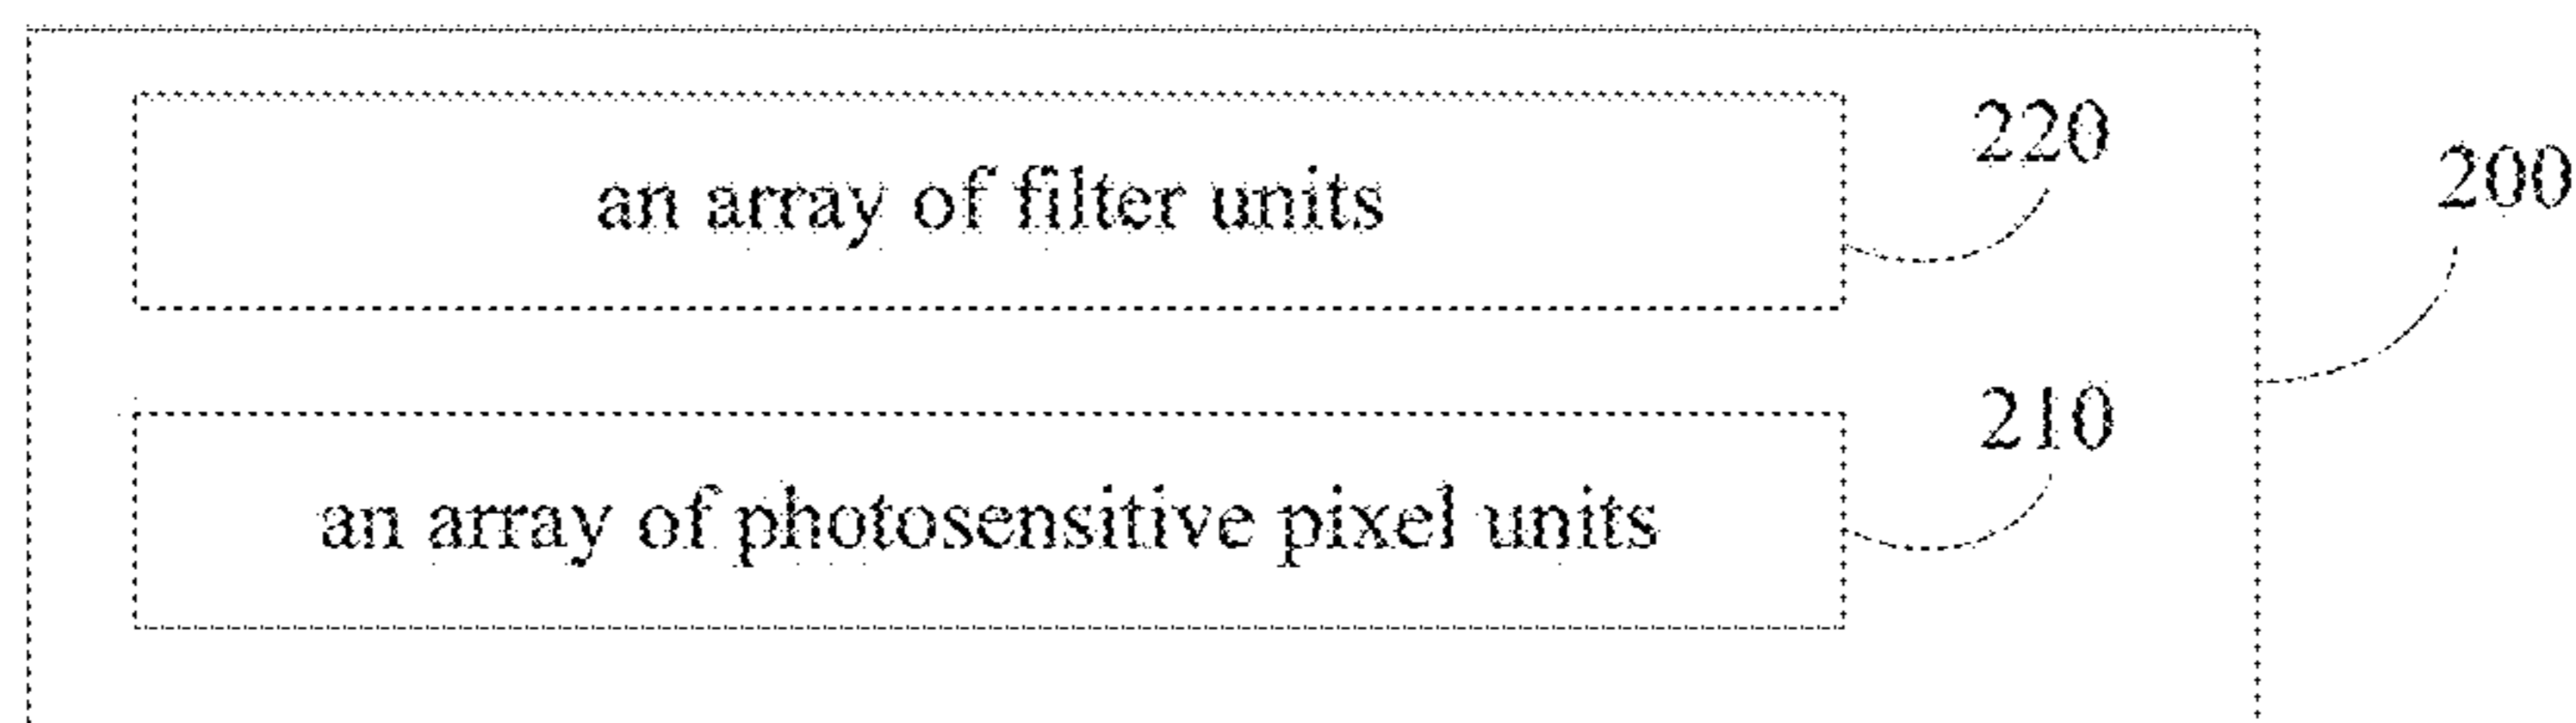 220
200
an array of filter units
210
an array of photosensitive pixel units